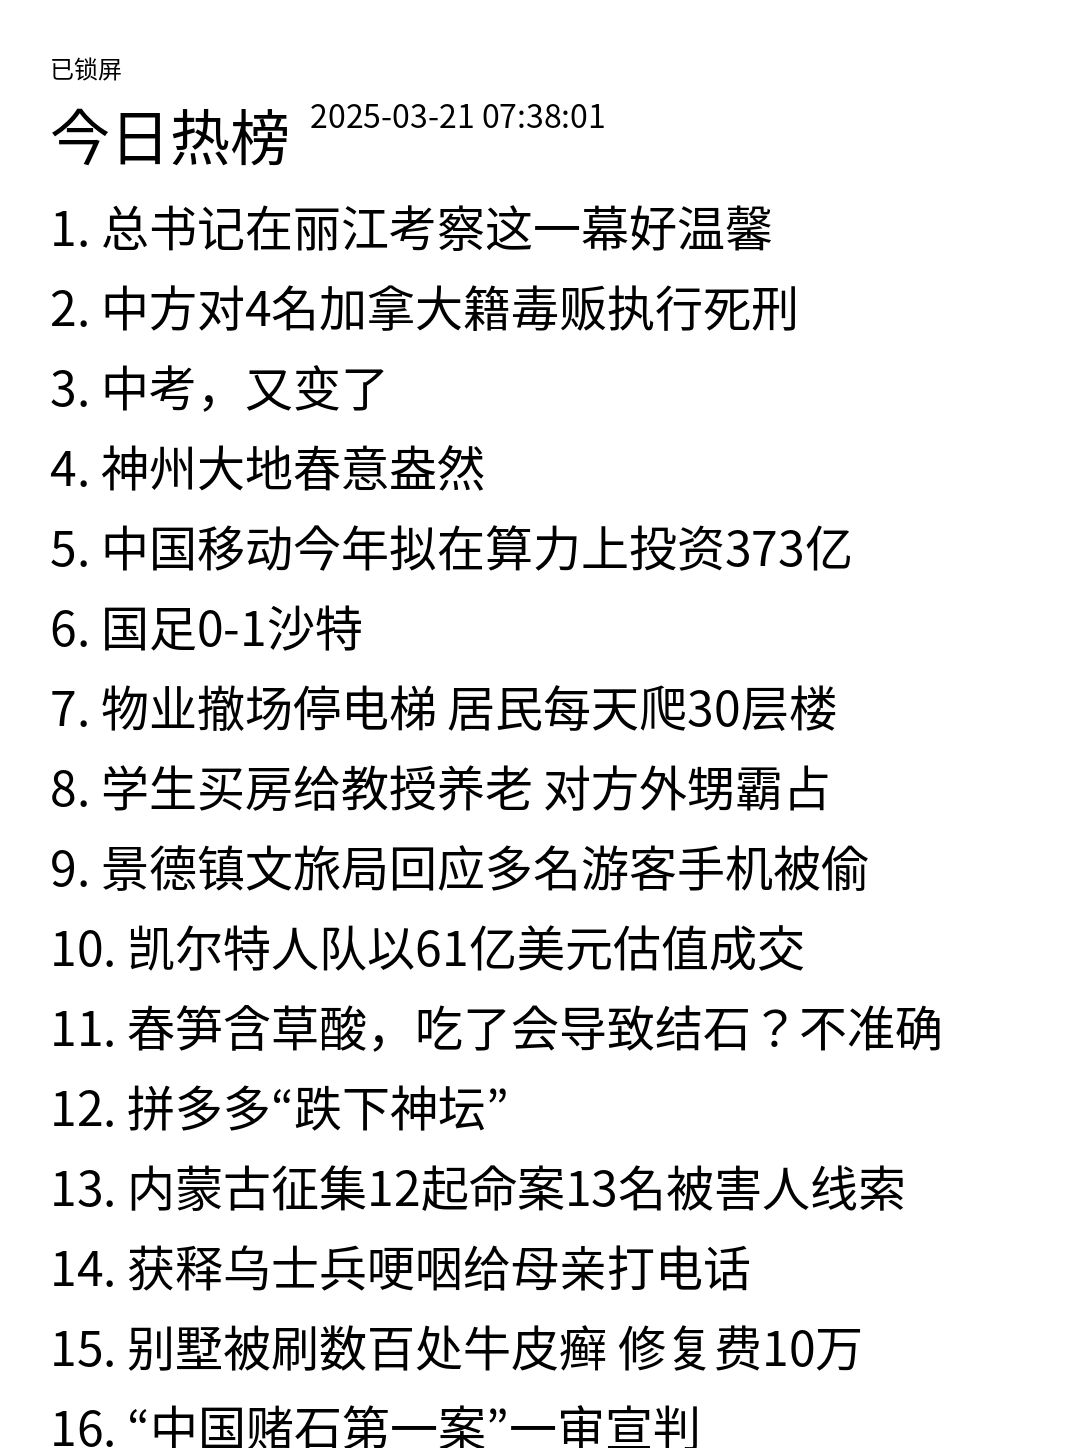 已锁屏
今日热榜 2025-03-21 07:38:01
1. 总书记在丽江考察这一幕好温馨
2. 中方对4名加拿大籍毒贩执行死刑
3. 中考，又变了
4. 神州大地春意盎然
5. 中国移动今年拟在算力上投资373亿
6. 国足0-1沙特
7. 物业撤场停电梯 居民每天爬30层楼
8. 学生买房给教授养老 对方外甥霸占
9. 景德镇文旅局回应多名游客手机被偷
10. 凯尔特人队以61亿美元估值成交
11. 春笋含草酸，吃了会导致结石？不准确
12. 拼多多“跌下神坛”
13. 内蒙古征集12起命案13名被害人线索
14. 获释乌士兵哽咽给母亲打电话
15. 别墅被刷数百处牛皮癣 修复费10万
16. “中国赌石第一案”一审宣判